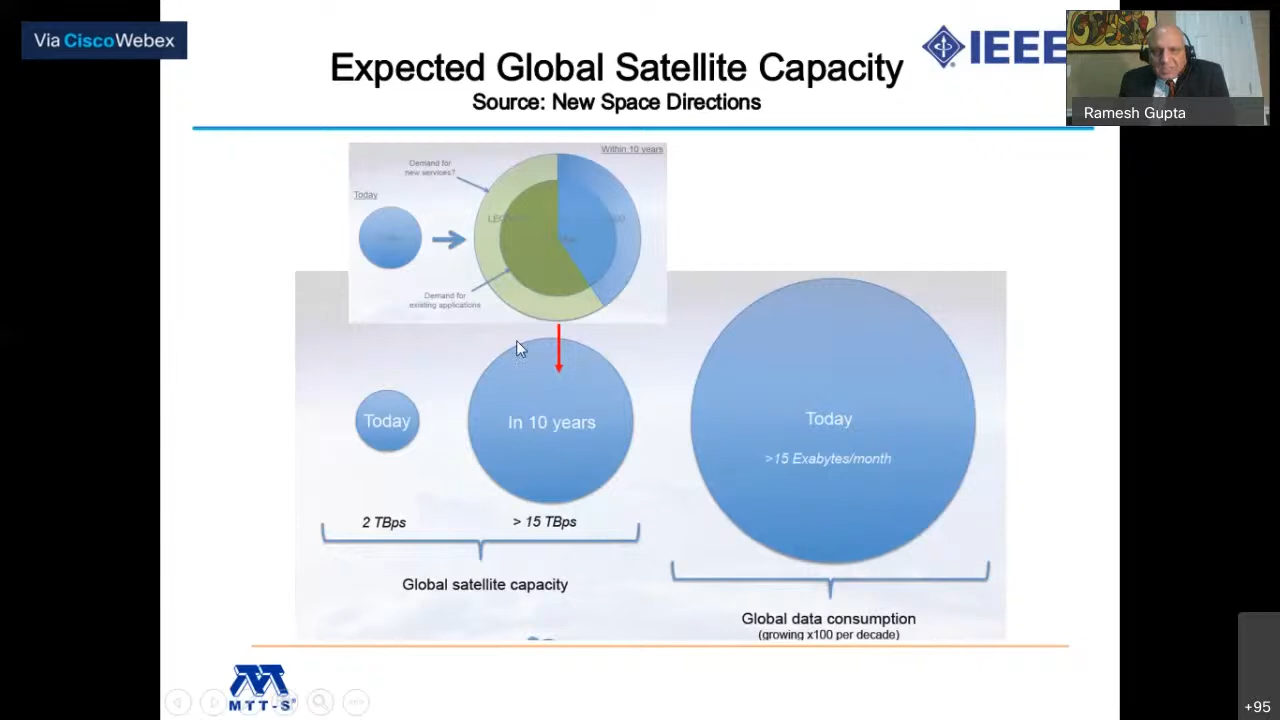 Via CiscoWebex
IEEE
Expected Global Satellite Capacity
Source: New Space Directions
Ramesh Gupta
Within 10 years
Demand for
new services?
Today
Demand for
existing applications
Today
In 10 years
Today
>15 Exabytes/month
2 TBps
> 15 TBps
Global satellite capacity
Global data consumption
(growing x100 per decade)
MTT-S®
+95